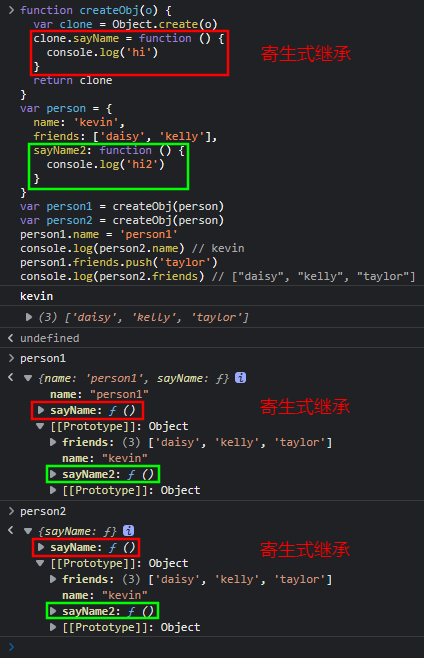 function createObj(o) {
var clone = Object.create(o)
clone.sayName = function () {
console.log('hi')
}
寄生式继承
return clone
}
var person = {
name: 'kevin',
friends: ['daisy', 'kelly'],
sayName2: function () {
console.log('hi2')
}
}
var person1 = createObj(person)
var person2 = createObj(person)
person1.name = 'person1'
console.log(person2.name) // kevin
person1.friends.push('taylor')
console.log(person2.friends) // ["daisy", "kelly", "taylor"]
kevin
(3) ['daisy', 'kelly', 'taylor']
undefined
person1
{name: 'person1', sayName: ƒ} i
name: "person1"
sayName: ƒ () 寄生式继承
[[Prototype]]: Object
friends: (3) ['daisy', 'kelly', 'taylor']
name: "kevin"
sayName2: ƒ ()
[[Prototype]]: Object
person2
{sayName: ƒ} i
sayName: ƒ () 寄生式继承
[[Prototype]]: Object
friends: (3) ['daisy', 'kelly', 'taylor']
name: "kevin"
sayName2: ƒ ()
[[Prototype]]: Object